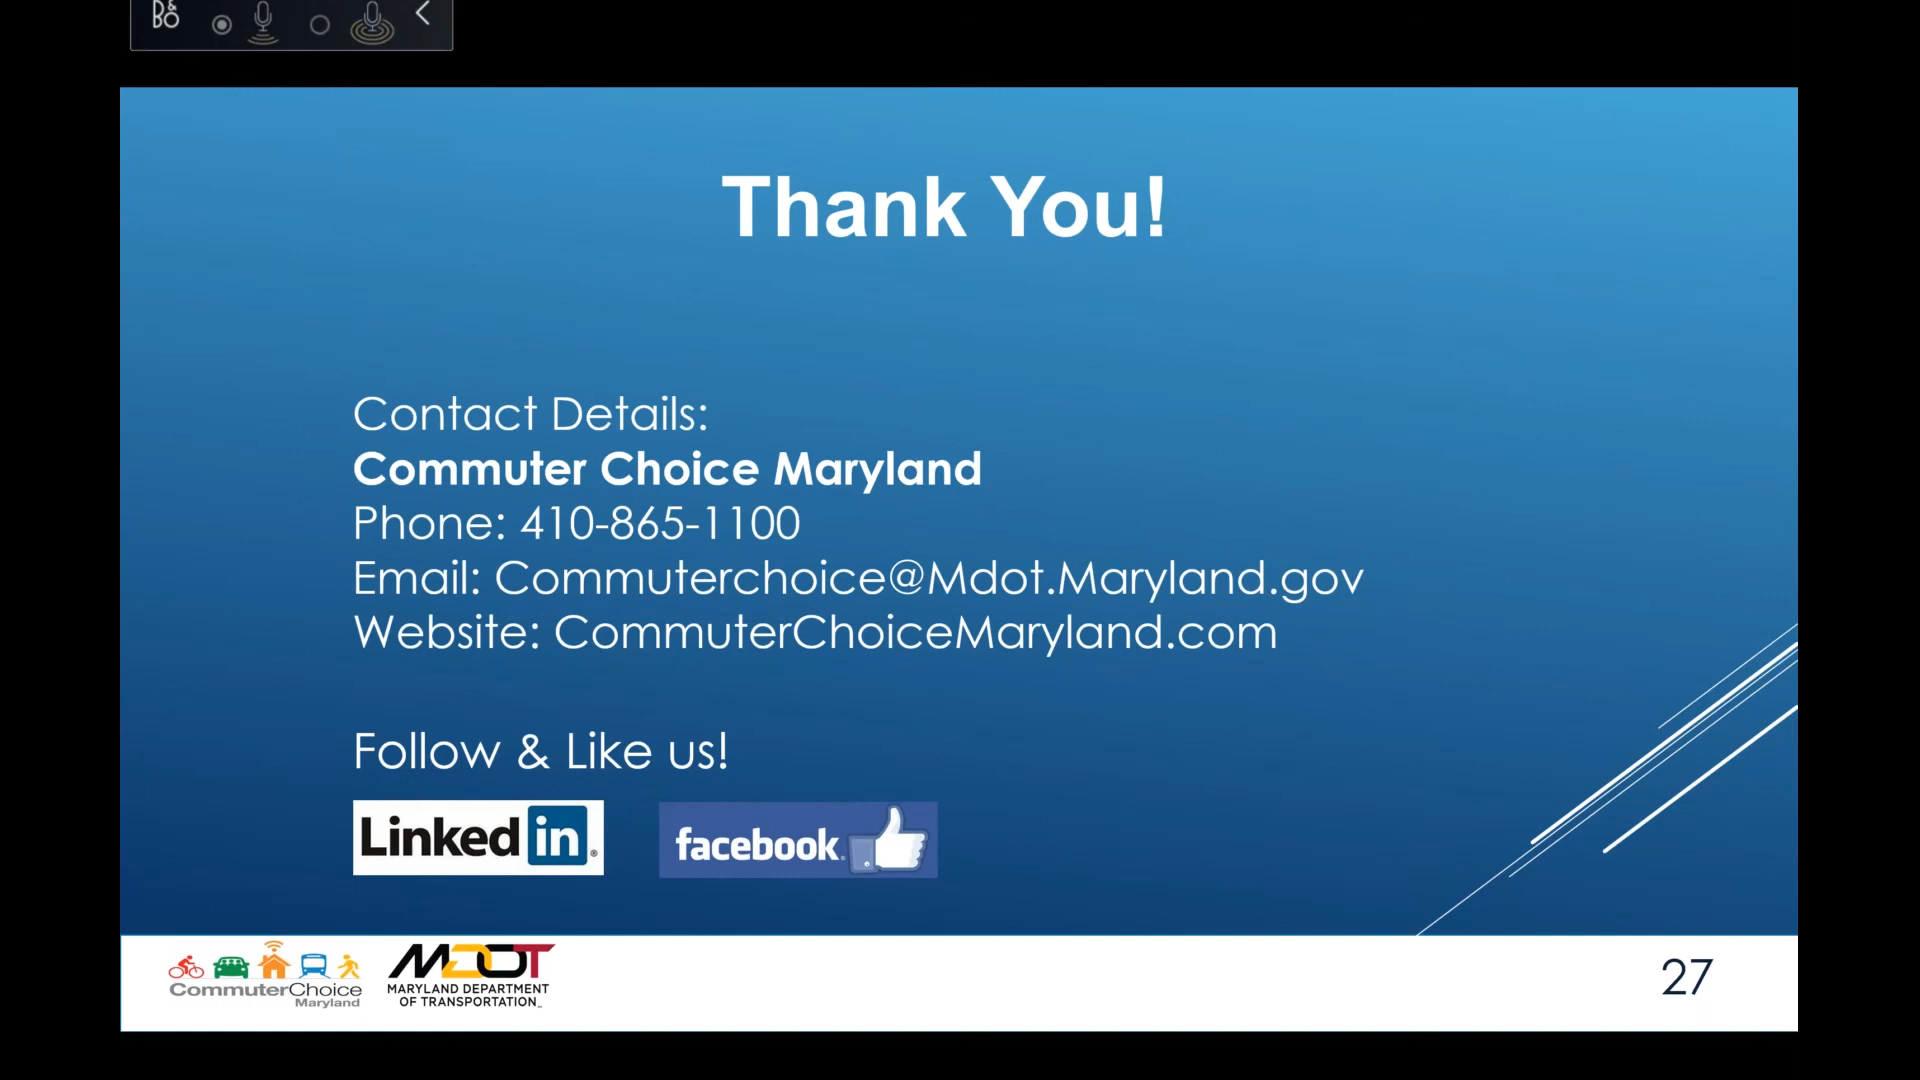 B&O
Thank You!
Contact Details:
Commuter Choice Maryland
Phone: 410-865-1100
Email: Commuterchoice@Mdot.Maryland.gov
Website: CommuterChoiceMaryland.com
Follow & Like us!
Linked in®
facebook
CommuterChoice
Maryland
MDOT
MARYLAND DEPARTMENT
OF TRANSPORTATION
27